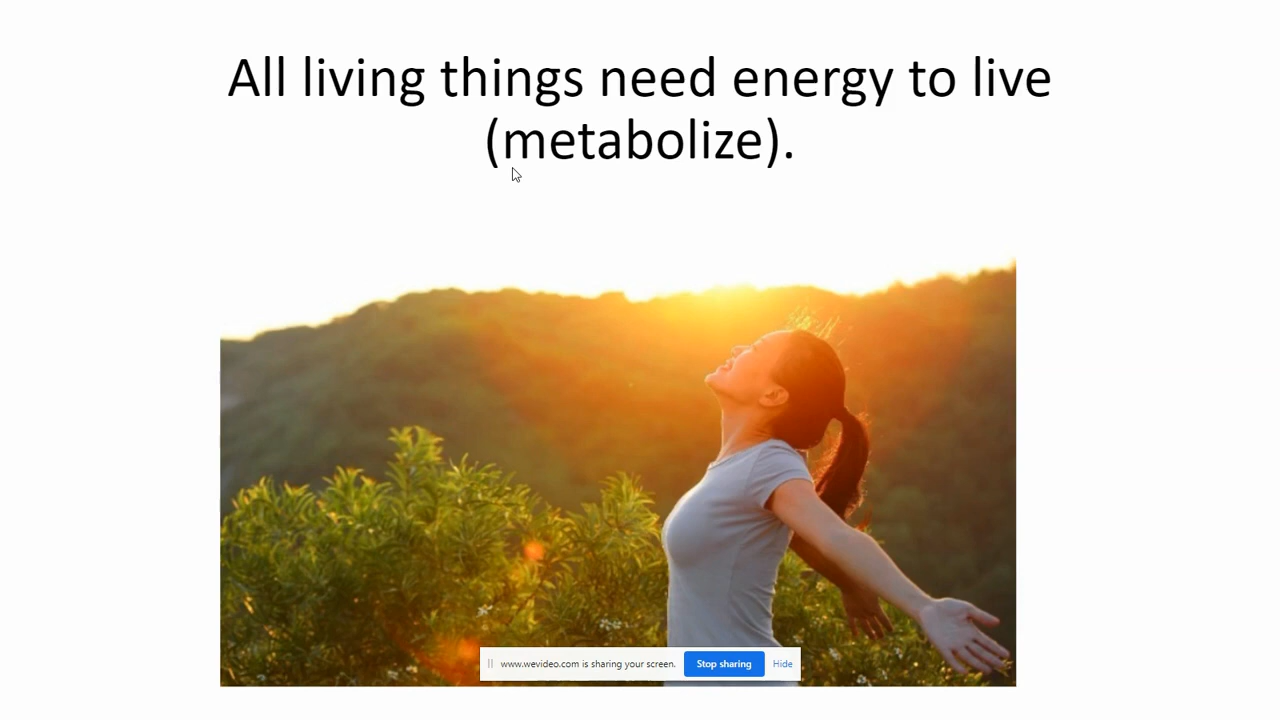 All living things need energy to live
(metabolize).
www.wevideo.com is sharing your screen. Stop sharing Hide